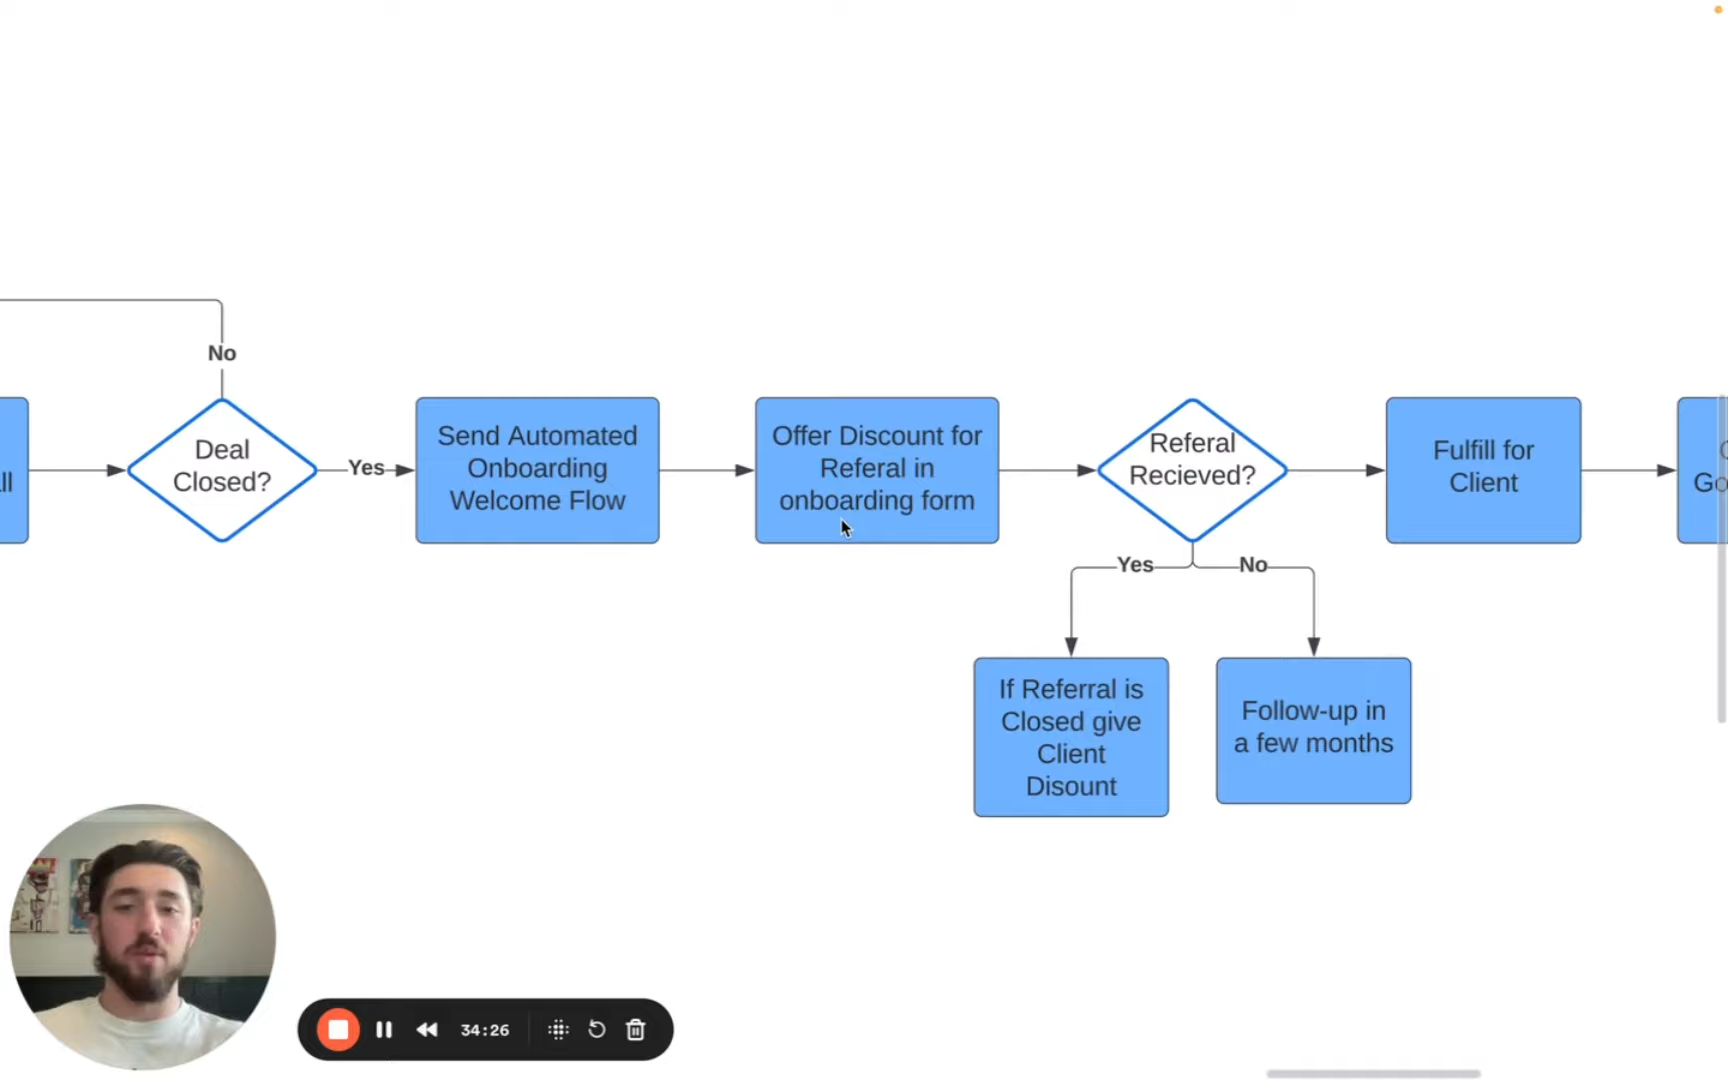 No
ll
Deal
Closed?
Yes
Send Automated
Onboarding
Welcome Flow
Offer Discount for
Referal in
onboarding form
Referal
Recieved?
Fulfill for
Client
Yes
No
If Referral is
Closed give
Client
Disount
Follow-up in
a few months
34:26